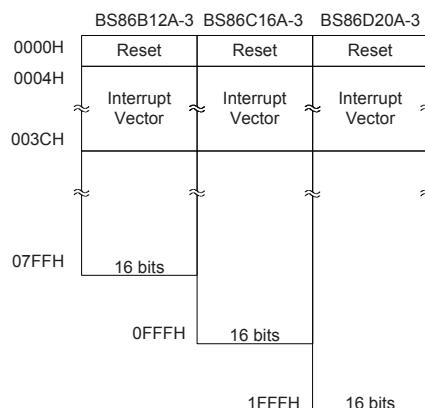 BS86B12A-3 BS86C16A-3 BS86D20A-3
0000H Reset Reset Reset
0004H
Interrupt Vector Interrupt Vector Interrupt Vector
003CH
07FFH 16 bits
0FFFH 16 bits
1FFFH 16 bits